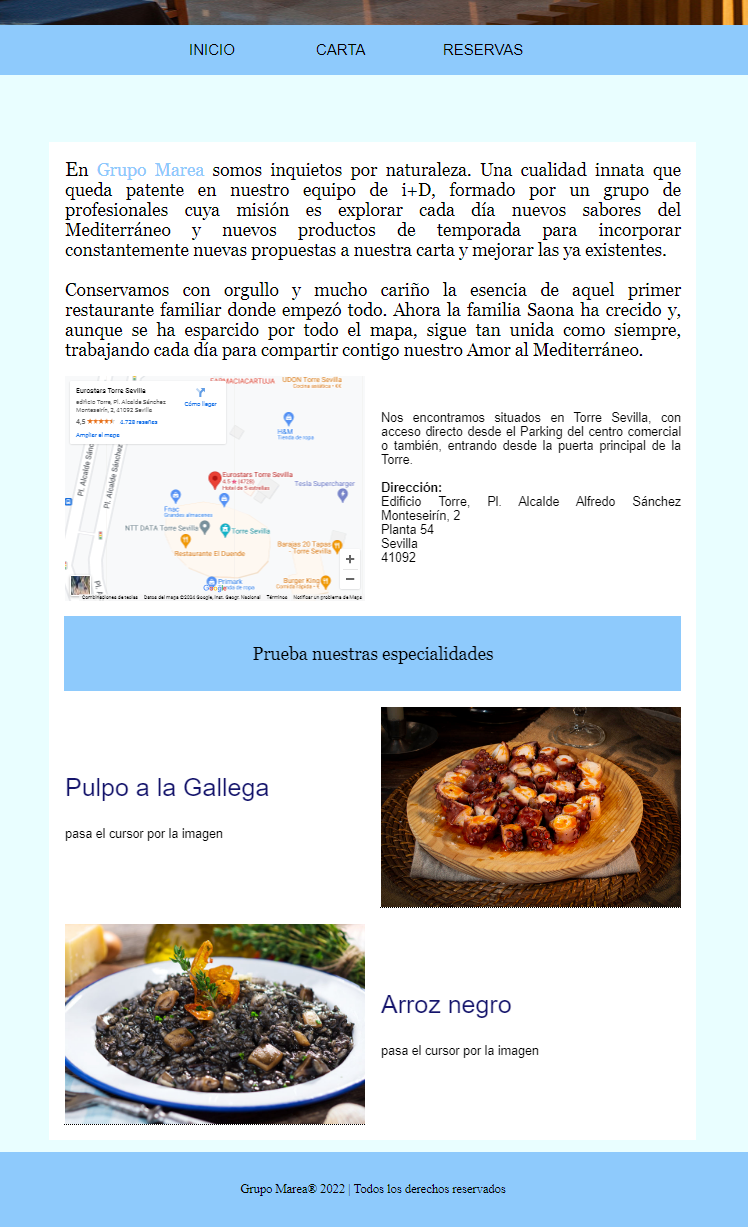 INICIO CARTA RESERVAS
En Grupo Marea somos inquietos por naturaleza. Una cualidad innata que
queda patente en nuestro equipo de i+D, formado por un grupo de
profesionales cuya misión es explorar cada día nuevos sabores del
Mediterráneo y nuevos productos de temporada para incorporar
constantemente nuevas propuestas a nuestra carta y mejorar las ya existentes.
Conservamos con orgullo y mucho cariño la esencia de aquel primer
restaurante familiar donde empezó todo. Ahora la familia Saona ha crecido y,
aunque se ha esparcido por todo el mapa, sigue tan unida como siempre,
trabajando cada día para compartir contigo nuestro Amor al Mediterráneo.
UDON Torre Sevilla
Cocina asiática
Eurostars Torre Sevilla
edificio Torre, Pl. Alcalde Sánchez
Monteseirín, 2, 41092 Sevilla
4,5 4.728 reseñas
Ampliar el mapa
Cómo llegar
H&M
Tienda de ropa
Pl. Alcalde Sánch
Pl. Alcalde Sánchez
Eurostars Torre Sevilla
4.5 (4728)
Hotel de 5 estrellas
Tesla Supercharger
Fnac
Grandes almacenes
NTT DATA Torre Sevilla
Torre Sevilla
Restaurante El Duende
Barajas 20 Tapas
- Torre Sevilla
Primark
Tienda de ropa
Burger King
Comida rápida
Google
Combinaciones de teclas Datos del mapa ©2024 Google, Inst. Geogr. Nacional Términos Notificar un problema de Maps
Nos encontramos situados en Torre Sevilla, con
acceso directo desde el Parking del centro comercial
o también, entrando desde la puerta principal de la
Torre.
Dirección:
Edificio Torre, Pl. Alcalde Alfredo Sánchez
Monteseirín, 2
Planta 54
Sevilla
41092
Prueba nuestras especialidades
Pulpo a la Gallega
pasa el cursor por la imagen
Arroz negro
pasa el cursor por la imagen
Grupo Marea® 2022 | Todos los derechos reservados